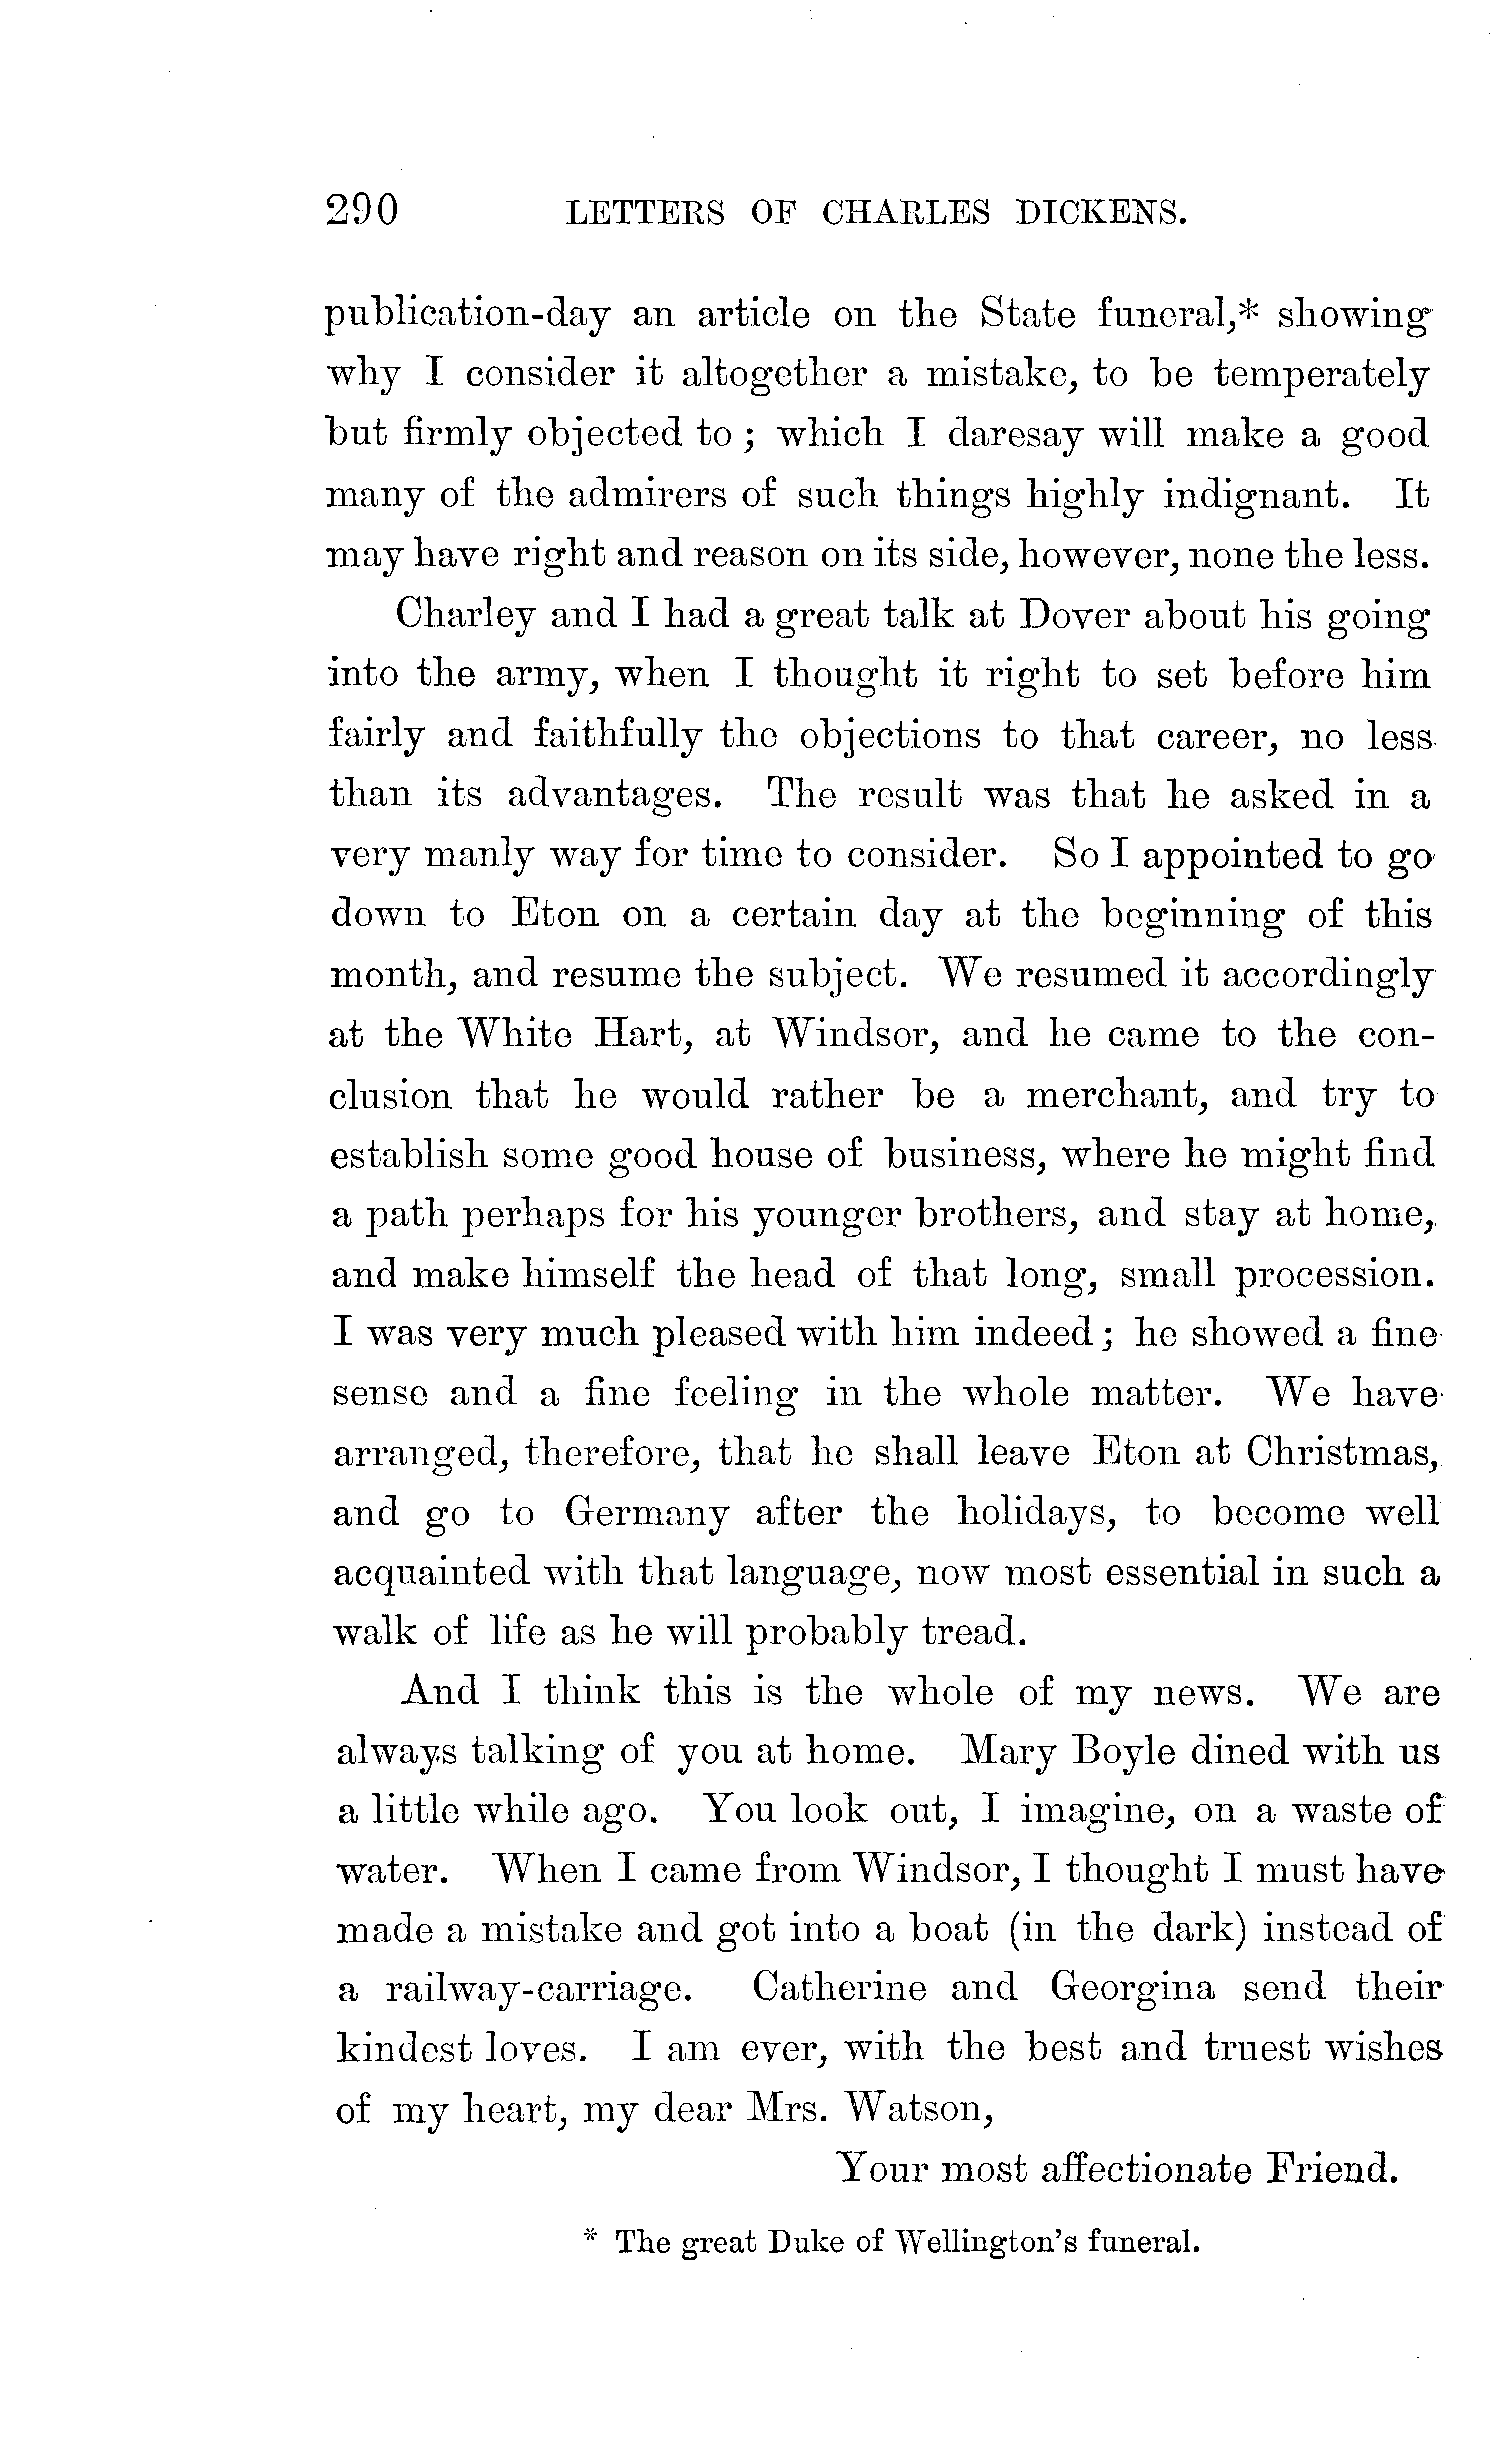 290 LETTERS OF CHARLES DICKENS.
publication-day an article on the State funeral,* showing
why I consider it altogether a mistake, to be temperately
but firmly objected to ; which I daresay will make a good
many of the admirers of such things highly indignant. It
may have right and reason on its side, however, none the less.
Charley and I had a great talk at Dover about his going
into the army, when I thought it right to set before him
fairly and faithfully the objections to that career, no less
than its advantages. The result was that he asked in a
very manly way for time to consider. So I appointed to go
down to Eton on a certain day at the beginning of this
month, and resume the subject. We resumed it accordingly
at the White Hart, at Windsor, and he came to the con-
clusion that he would rather be a merchant, and try to
establish some good house of business, where he might find
a path perhaps for his younger brothers, and stay at home,
and make himself the head of that long, small procession.
I was very much pleased with him indeed ; he showed a fine
sense and a fine feeling in the whole matter. We have
arranged, therefore, that he shall leave Eton at Christmas,
and go to Germany after the holidays, to become well
acquainted with that language, now most essential in such a
walk of life as he will probably tread.
And I think this is the whole of my news. We are
always talking of you at home. Mary Boyle dined with us
a little while ago. You look out, I imagine, on a waste of
water. When I came from Windsor, I thought I must have
made a mistake and got into a boat (in the dark) instead of
a railway-carriage. Catherine and Georgina send their
kindest loves. I am ever, with the best and truest wishes
of my heart, my dear Mrs. Watson,
Your most affectionate Friend.
* The great Duke of Wellington's funeral.